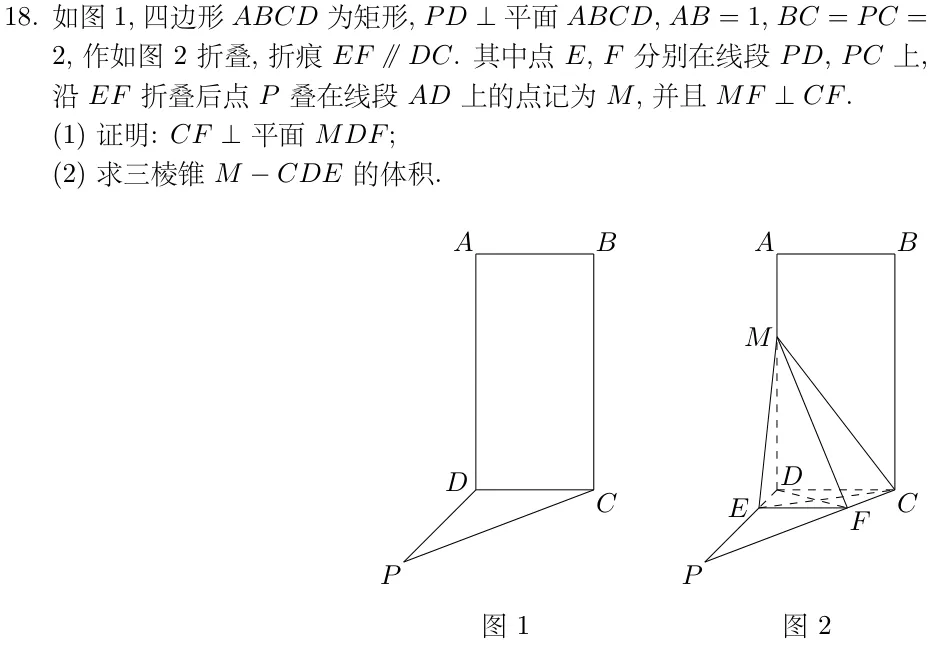 18. 如图 1, 四边形 ABCD 为矩形, PD ⊥ 平面 ABCD, AB = 1, BC = PC =
2, 作如图 2 折叠, 折痕 EF ∥ DC. 其中点 E, F 分别在线段 PD, PC 上,
沿 EF 折叠后点 P 叠在线段 AD 上的点记为 M, 并且 MF ⊥ CF.
(1) 证明: CF ⊥ 平面 MDF;
(2) 求三棱锥 M − CDE 的体积.
A B A B
M
D D
C E F C
P P
图 1 图 2